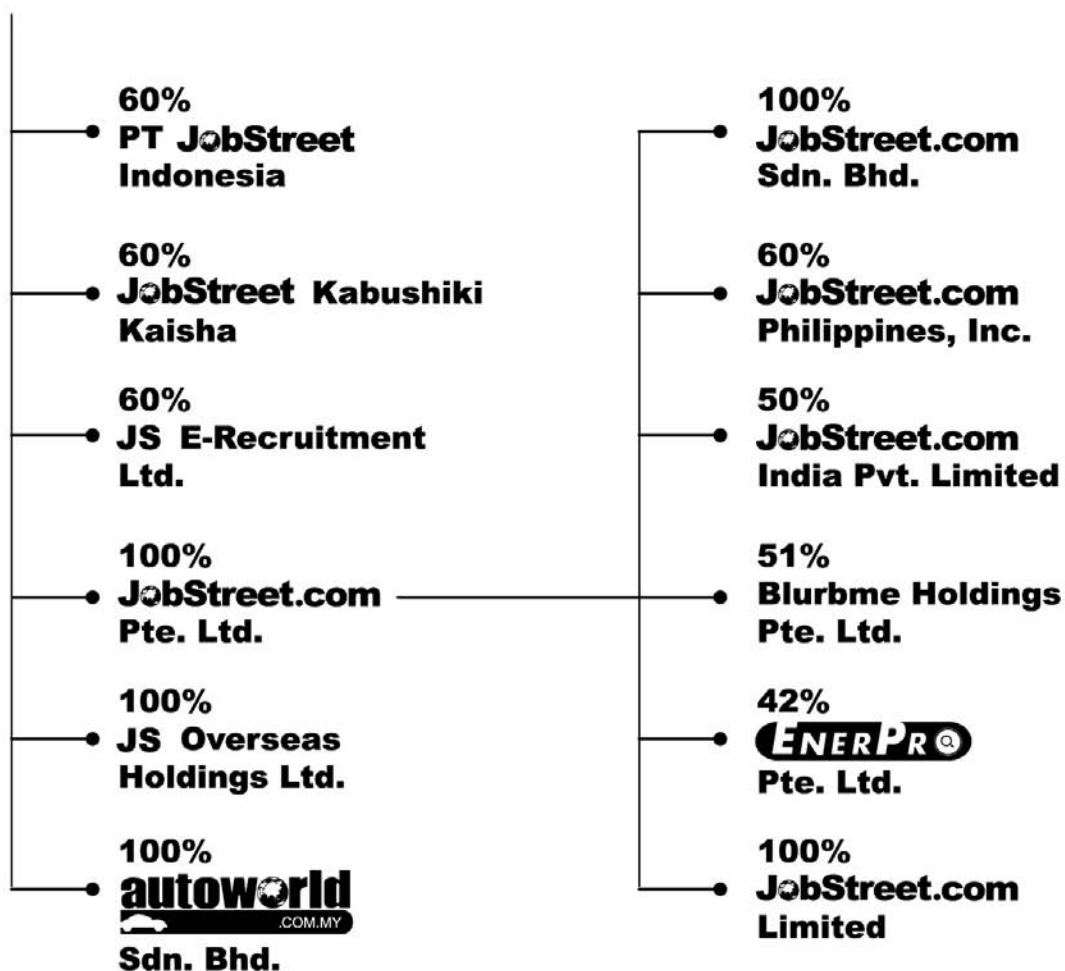 60%
PT JobStreet
Indonesia
60%
JobStreet Kabushiki
Kaisha
60%
JS E-Recruitment
Ltd.
100%
JobStreet.com
Pte. Ltd.
100%
JS Overseas
Holdings Ltd.
100%
autoworld
.COM.MY
Sdn. Bhd.
100%
JobStreet.com
Sdn. Bhd.
60%
JobStreet.com
Philippines, Inc.
50%
JobStreet.com
India Pvt. Limited
51%
Blurbme Holdings
Pte. Ltd.
42%
ENERPRO
Pte. Ltd.
100%
JobStreet.com
Limited